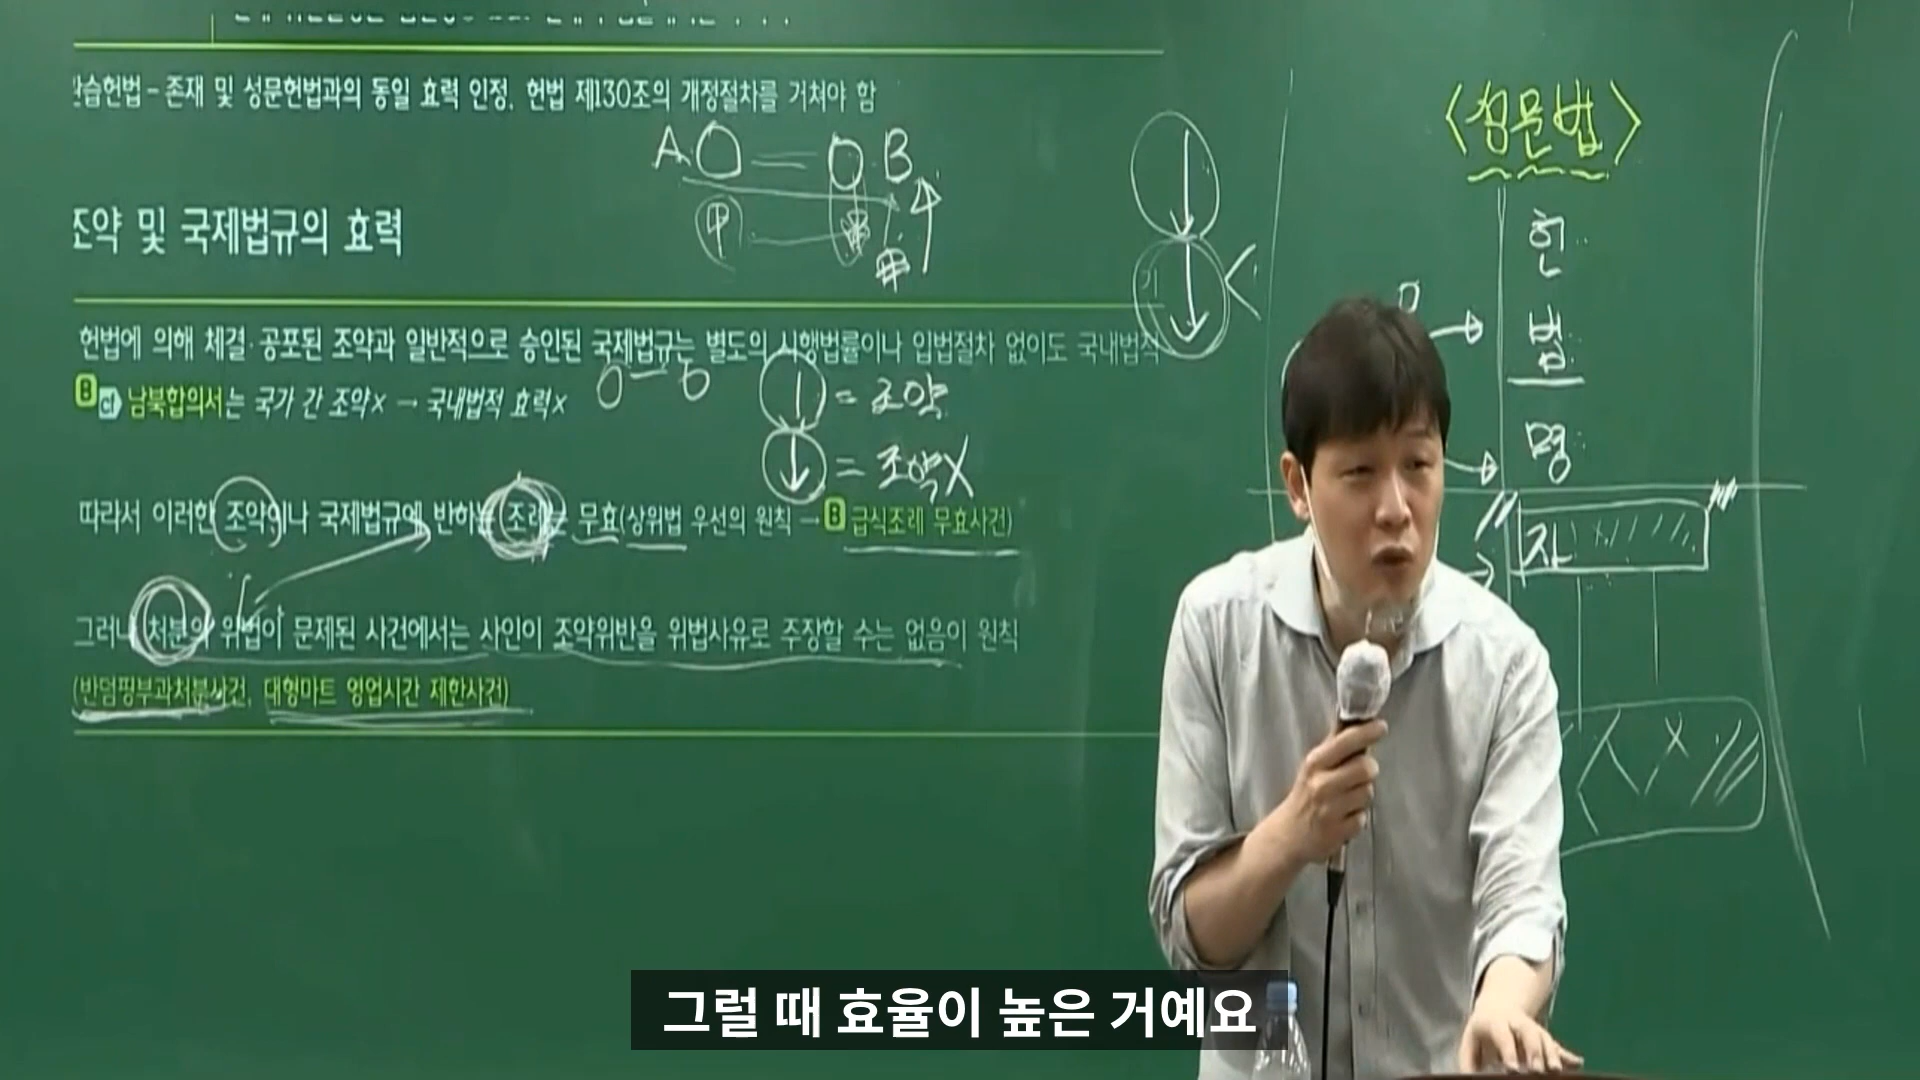 관습헌법 - 존재 및 성문헌법과의 동일 효력 인정, 헌법 제130조의 개정절차를 거쳐야 함
A = B
甲
조약 및 국제법규의 효력
헌법에 의해 체결·공포된 조약과 일반적으로 승인된 국제법규는 별도의 시행법률이나 입법절차 없이도 국내법적
B cf 남북합의서는 국가 간 조약x → 국내법적 효력x
= 조약
= 조약X
따라서 이러한 조약이나 국제법규에 반하는 조례는 무효(상위법 우선의 원칙 → B 급식조례 무효사건)
그러나 처분의 위법이 문제된 사건에서는 사인이 조약위반을 위법사유로 주장할 수는 없음이 원칙
(반덤핑부과처분사건, 대형마트 영업시간 제한사건)
<성문법>
헌
법
명
자
그럴 때 효율이 높은 거예요